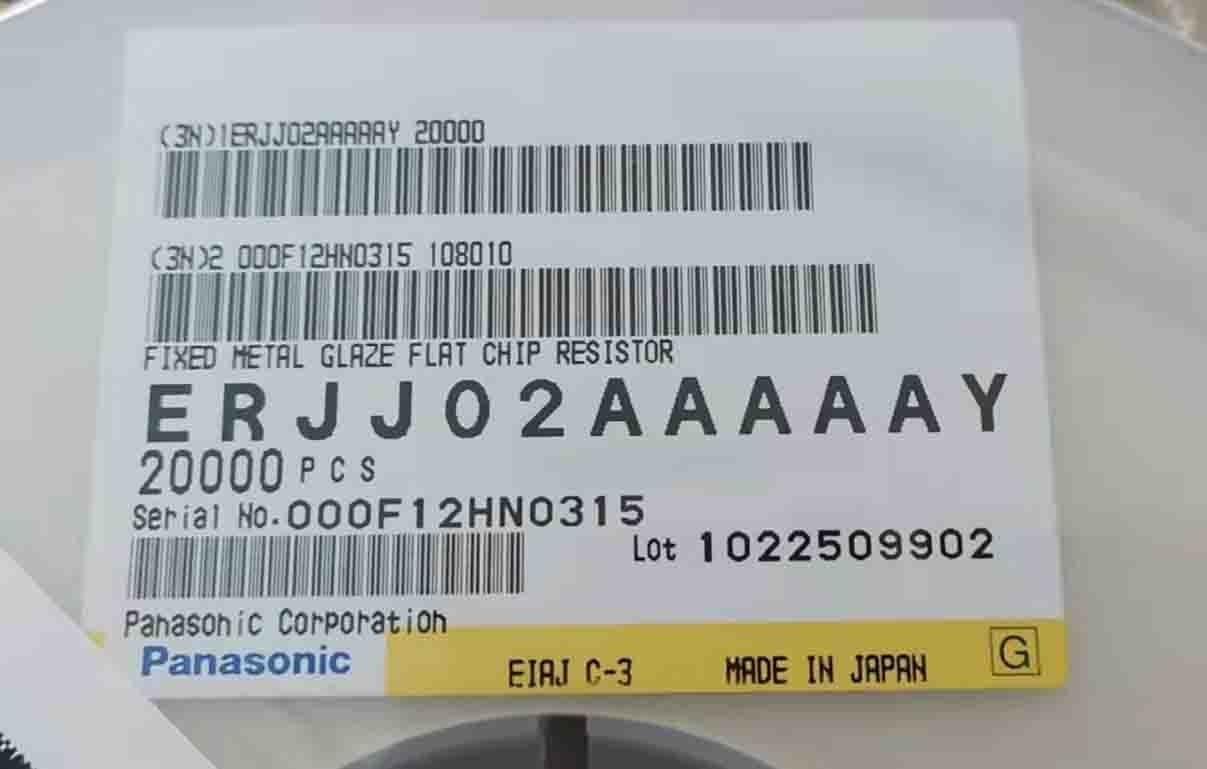 (3N)1ERJJ02AAAAAY 20000
(3N)2 000F12HN0315 108010
FIXED METAL GLAZE FLAT CHIP RESISTOR
ERJJ02AAAAAY
20000 PCS
Serial No.000F12HN0315
Lot 1022509902
Panasonic Corporation
Panasonic
EIAJ C-3 MADE IN JAPAN G